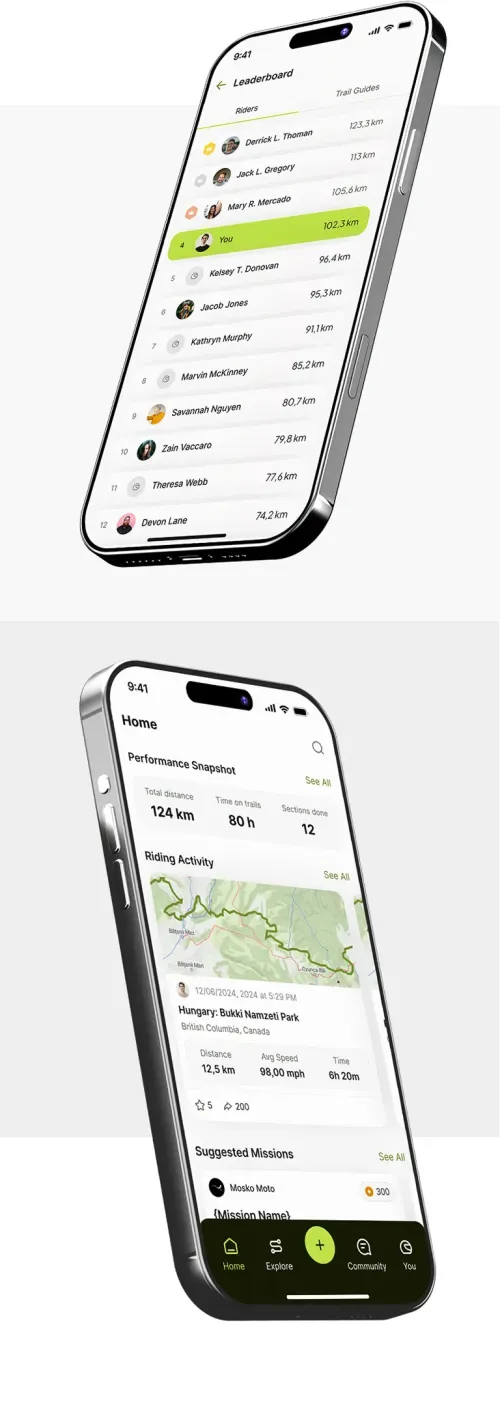 9:41
Leaderboard
Riders
Trail Guides
Derrick L. Thoman 123,3 km
Jack L. Gregory 113 km
Mary R. Mercado 105,6 km
4 You 102,3 km
5 Kelsey T. Donovan 96,4 km
6 Jacob Jones 95,3 km
7 Kathryn Murphy 91,1 km
8 Marvin McKinney 85,2 km
9 Savannah Nguyen 80,7 km
10 Zain Vaccaro 79,8 km
11 Theresa Webb 77,6 km
12 Devon Lane 74,2 km
9:41
Home
Performance Snapshot See All
Total distance Time on trails Sections done
124 km 80 h 12
Riding Activity See All
12/06/2024, 2024 at 5:29 PM
Hungary: Bukki Namzeti Park
British Columbia, Canada
Distance Avg Speed Time
12,5 km 98,00 mph 6h 20m
5 200
Suggested Missions See All
Mosko Moto 300
{Mission Name}
Home Explore Community You